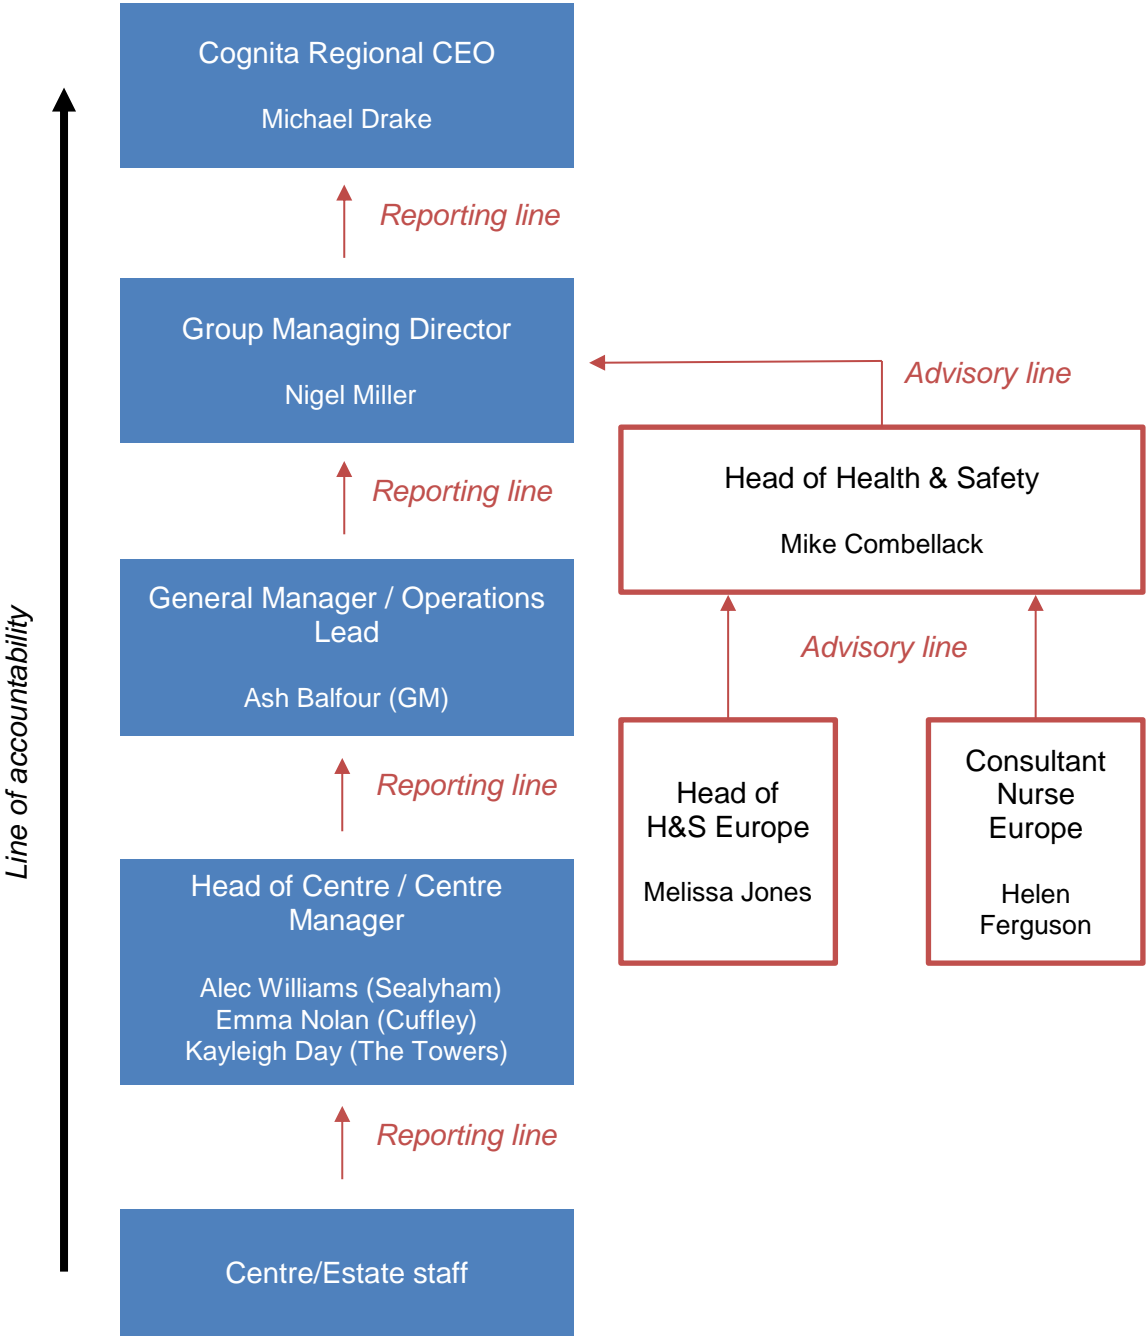 Cognita Regional CEO
Michael Drake
Reporting line
Group Managing Director
Nigel Miller
Advisory line
Head of Health & Safety
Mike Combellack
Reporting line
General Manager / Operations
Lead
Ash Balfour (GM)
Advisory line
Head of
H&S Europe
Melissa Jones
Consultant
Nurse
Europe
Helen
Ferguson
Reporting line
Head of Centre / Centre
Manager
Alec Williams (Sealyham)
Emma Nolan (Cuffley)
Kayleigh Day (The Towers)
Reporting line
Centre/Estate staff
Line of accountability